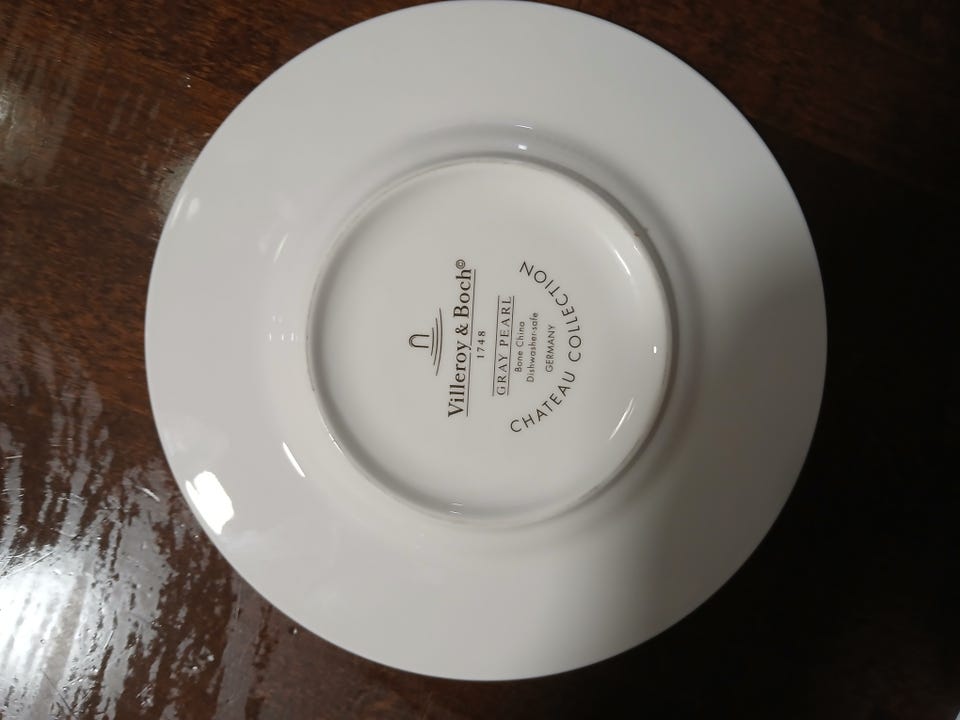 Villeroy & Boch©
1748
GRAY PEARL
Bone China
Dishwasher-safe
GERMANY
CHATEAU COLLECTION